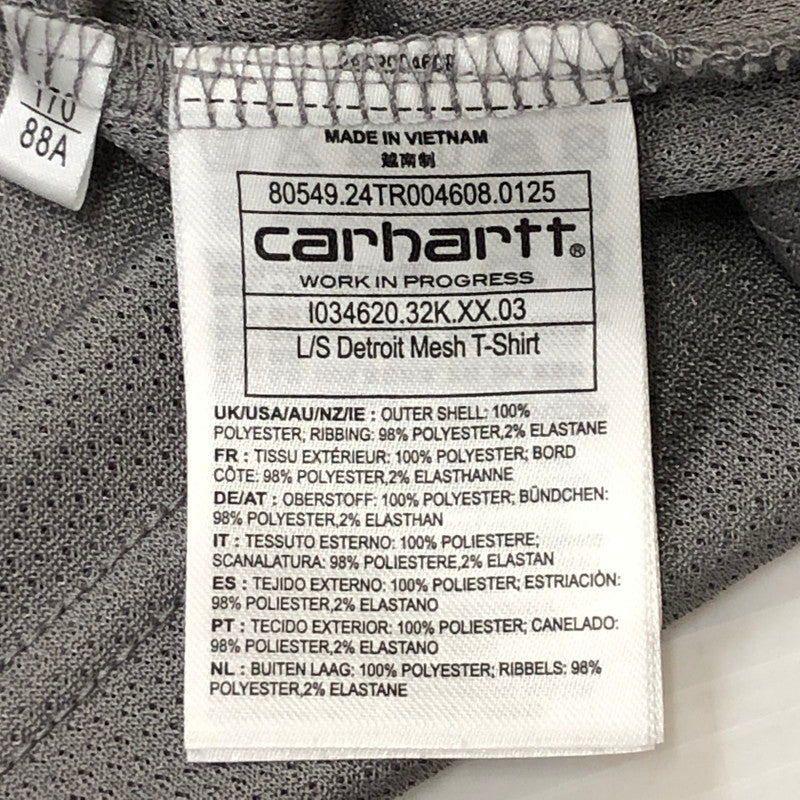 170
88A
MADE IN VIETNAM
越南制
80549.24TR004608.0125
carhartt®
WORK IN PROGRESS
I034620.32K.XX.03
L/S Detroit Mesh T-Shirt
UK/USA/AU/NZ/IE : OUTER SHELL: 100%
POLYESTER; RIBBING: 98% POLYESTER,2% ELASTANE
FR : TISSU EXTÉRIEUR: 100% POLYESTER; BORD
CÔTE: 98% POLYESTER,2% ELASTHANNE
DE/AT : OBERSTOFF: 100% POLYESTER; BÜNDCHEN:
98% POLYESTER,2% ELASTHAN
IT : TESSUTO ESTERNO: 100% POLIESTERE;
SCANALATURA: 98% POLIESTERE,2% ELASTAN
ES : TEJIDO EXTERNO: 100% POLIÉSTER; ESTRIACIÓN:
98% POLIESTER,2% ELASTANO
PT : TECIDO EXTERIOR: 100% POLIESTER; CANELADO:
98% POLIESTER,2% ELASTANO
NL : BUITEN LAAG: 100% POLYESTER; RIBBELS: 98%
POLYESTER,2% ELASTANE